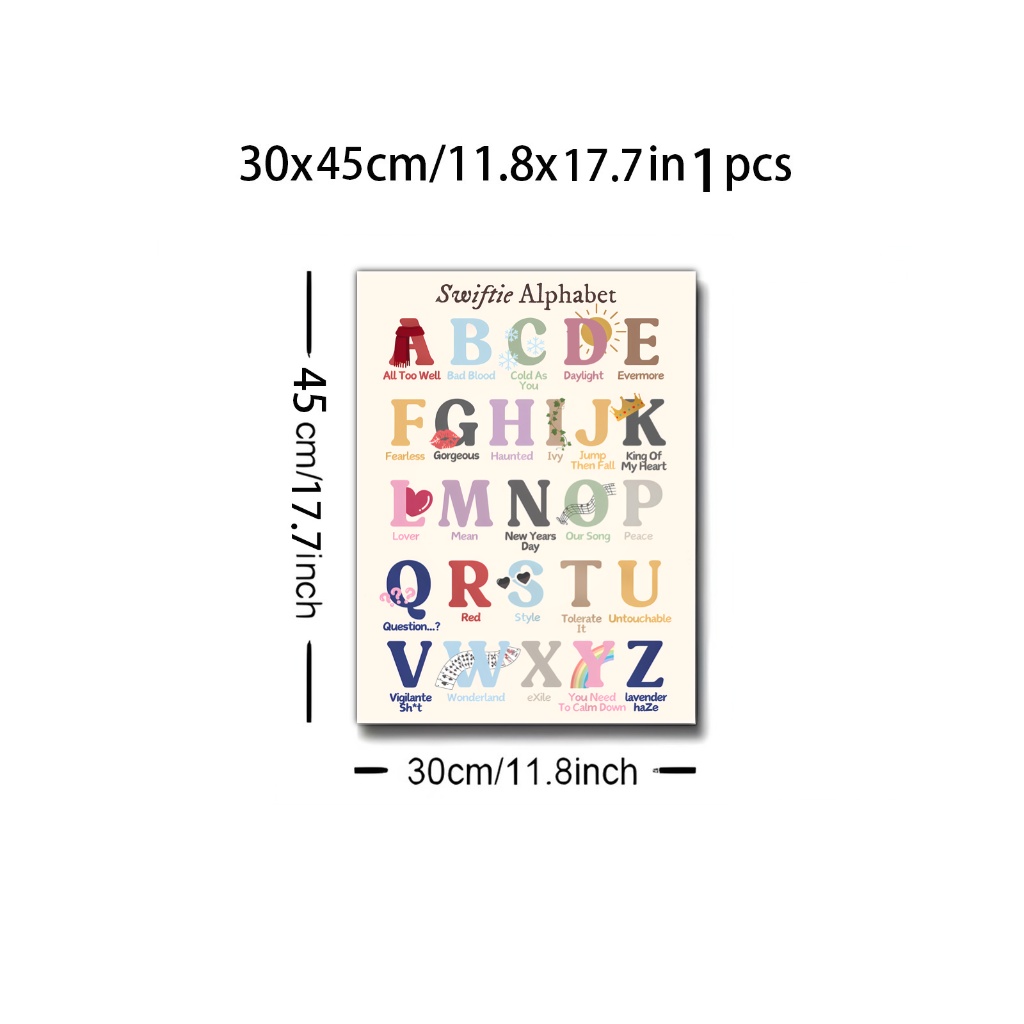 30x45cm/11.8x17.7in 1 pcs
45 cm/17.7inch
Swiftie Alphabet
A B C D E
All Too Well Bad Blood Cold As Daylight Evermore
You
F G H I J K
Fearless Gorgeous Haunted Ivy Jump King Of
Then Fall My Heart
L M N O P
Lover Mean New Years Our Song Peace
Day
Q R S T U
???
Question...? Red Style Tolerate Untouchable
It
V W X Y Z
Vigilante Wonderland eXile You Need lavender
Sh*t To Calm Down haZe
30cm/11.8inch